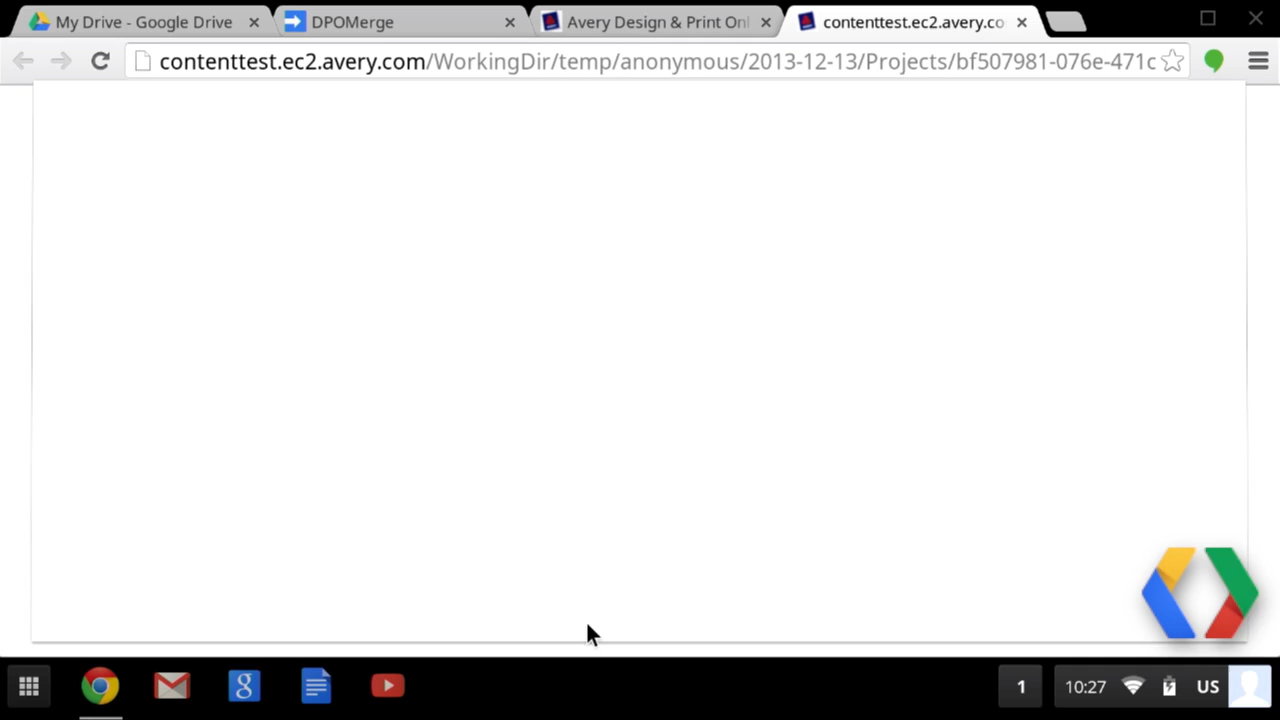 My Drive - Google Drive
DPOMerge
Avery Design & Print Onl
contenttest.ec2.avery.co
contenttest.ec2.avery.com/WorkingDir/temp/anonymous/2013-12-13/Projects/bf507981-076e-471c
g
1
10:27
US